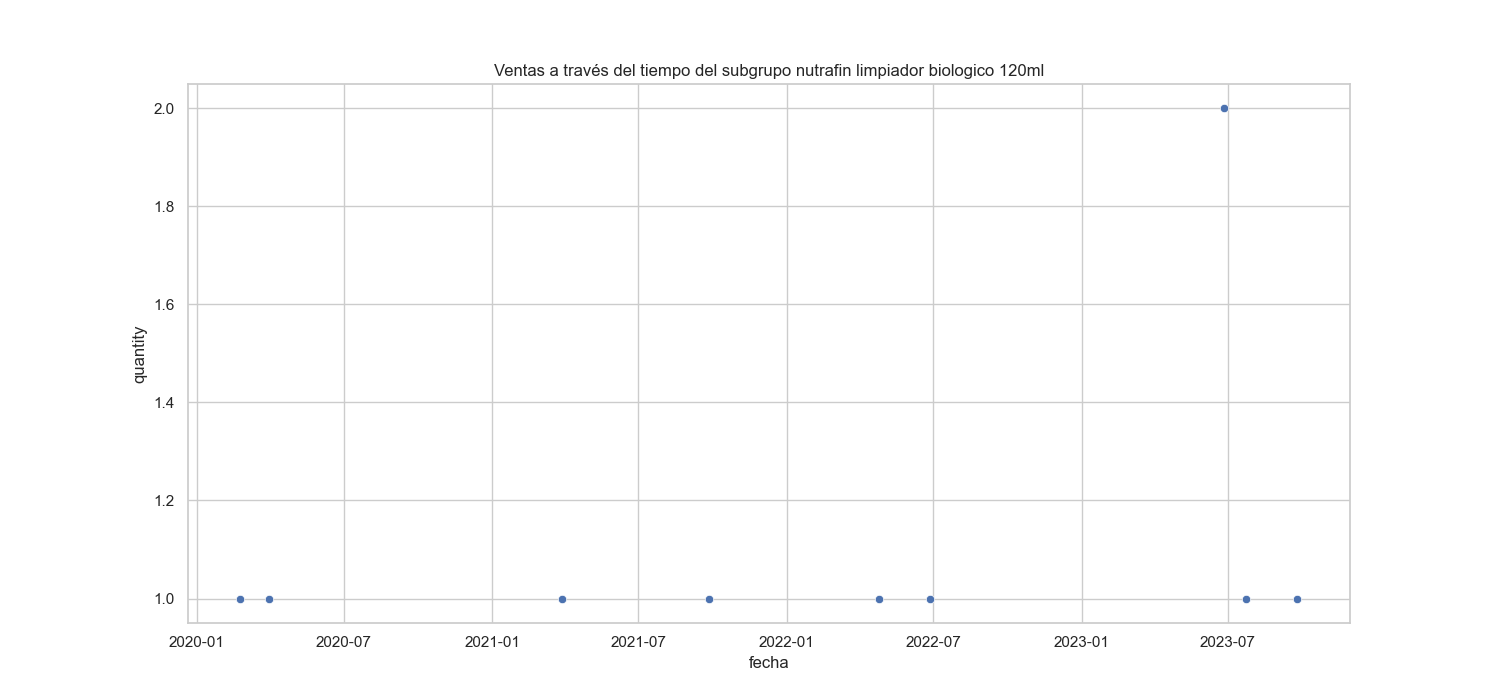 Ventas a través del tiempo del subgrupo nutrafin limpiador biologico 120ml
2.0
1.8
1.6
1.4
1.2
1.0
quantity
2020-01 2020-07 2021-01 2021-07 2022-01 2022-07 2023-01 2023-07
fecha